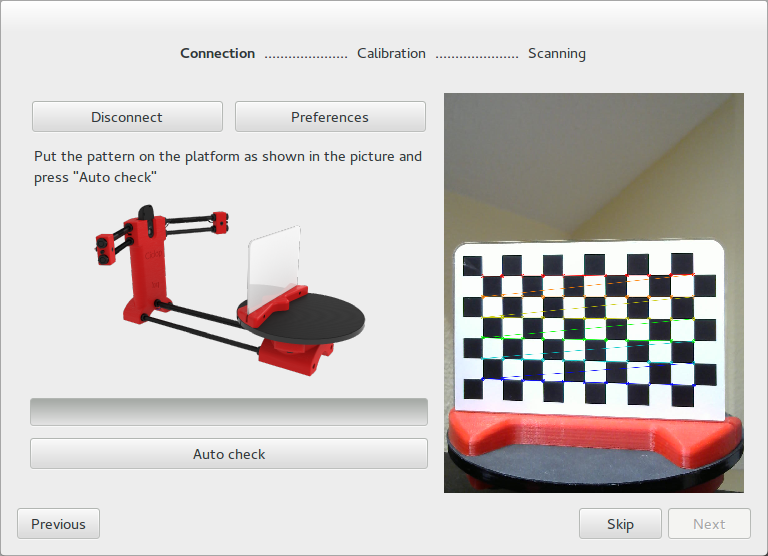 Connection ..................... Calibration ..................... Scanning
Disconnect
Preferences
Put the pattern on the platform as shown in the picture and
press "Auto check"
Auto check
Previous
Skip
Next